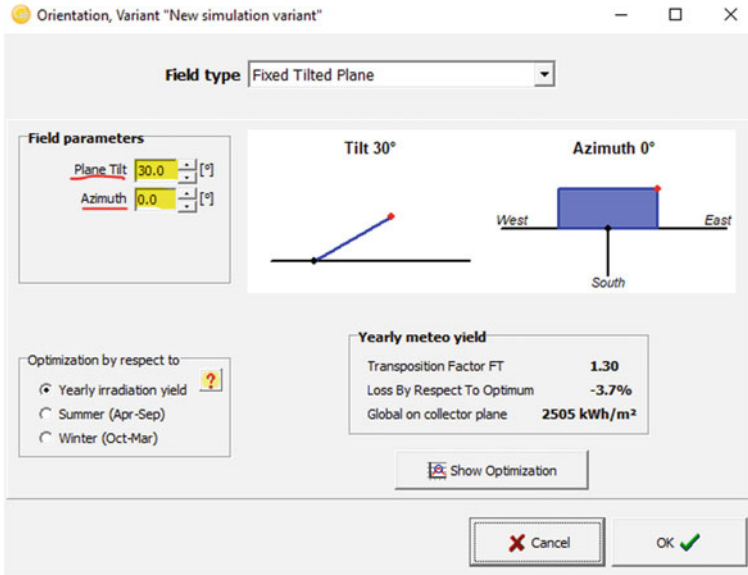 Orientation, Variant "New simulation variant"
Field type Fixed Tilted Plane
Field parameters
Plane Tilt 30.0 [°]
Azimuth 0.0 [°]
Tilt 30°
Azimuth 0°
West
East
South
Optimization by respect to
Yearly irradiation yield
?
Summer (Apr-Sep)
Winter (Oct-Mar)
Yearly meteo yield
Transposition Factor FT 1.30
Loss By Respect To Optimum -3.7%
Global on collector plane 2505 kWh/m²
Show Optimization
Cancel
OK